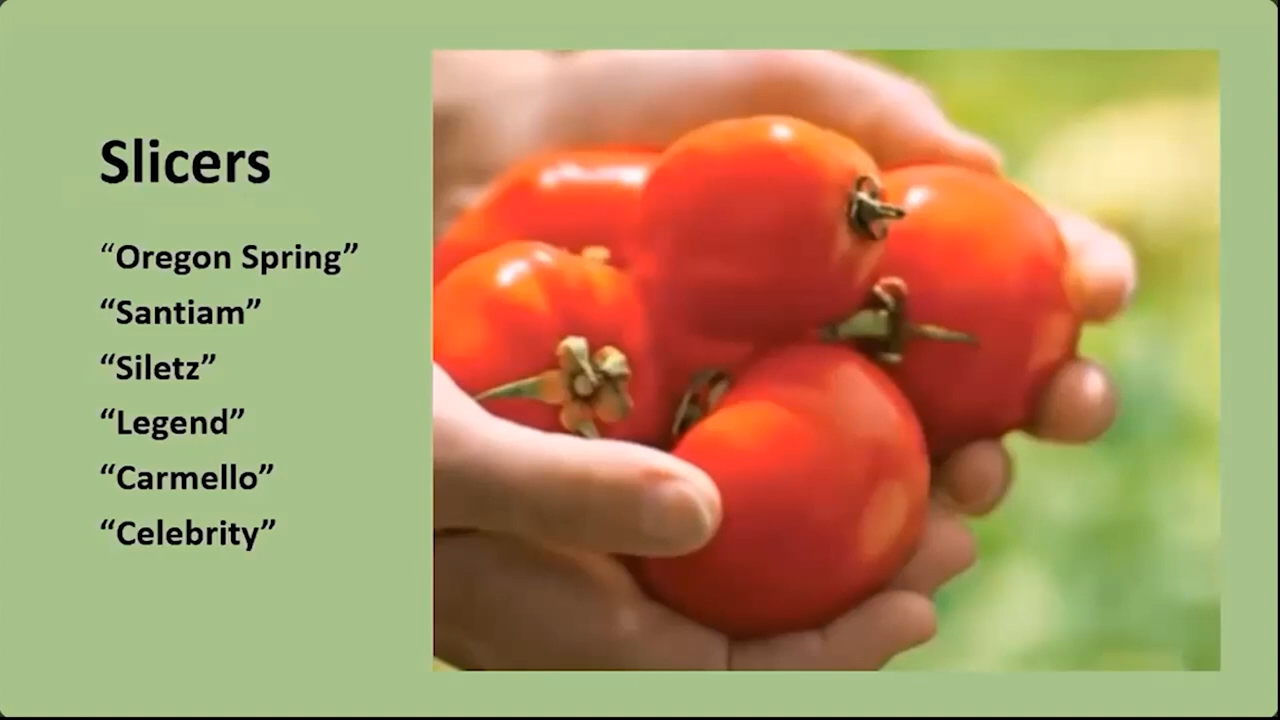 Slicers
“Oregon Spring”
“Santiam”
“Siletz”
“Legend”
“Carmello”
“Celebrity”